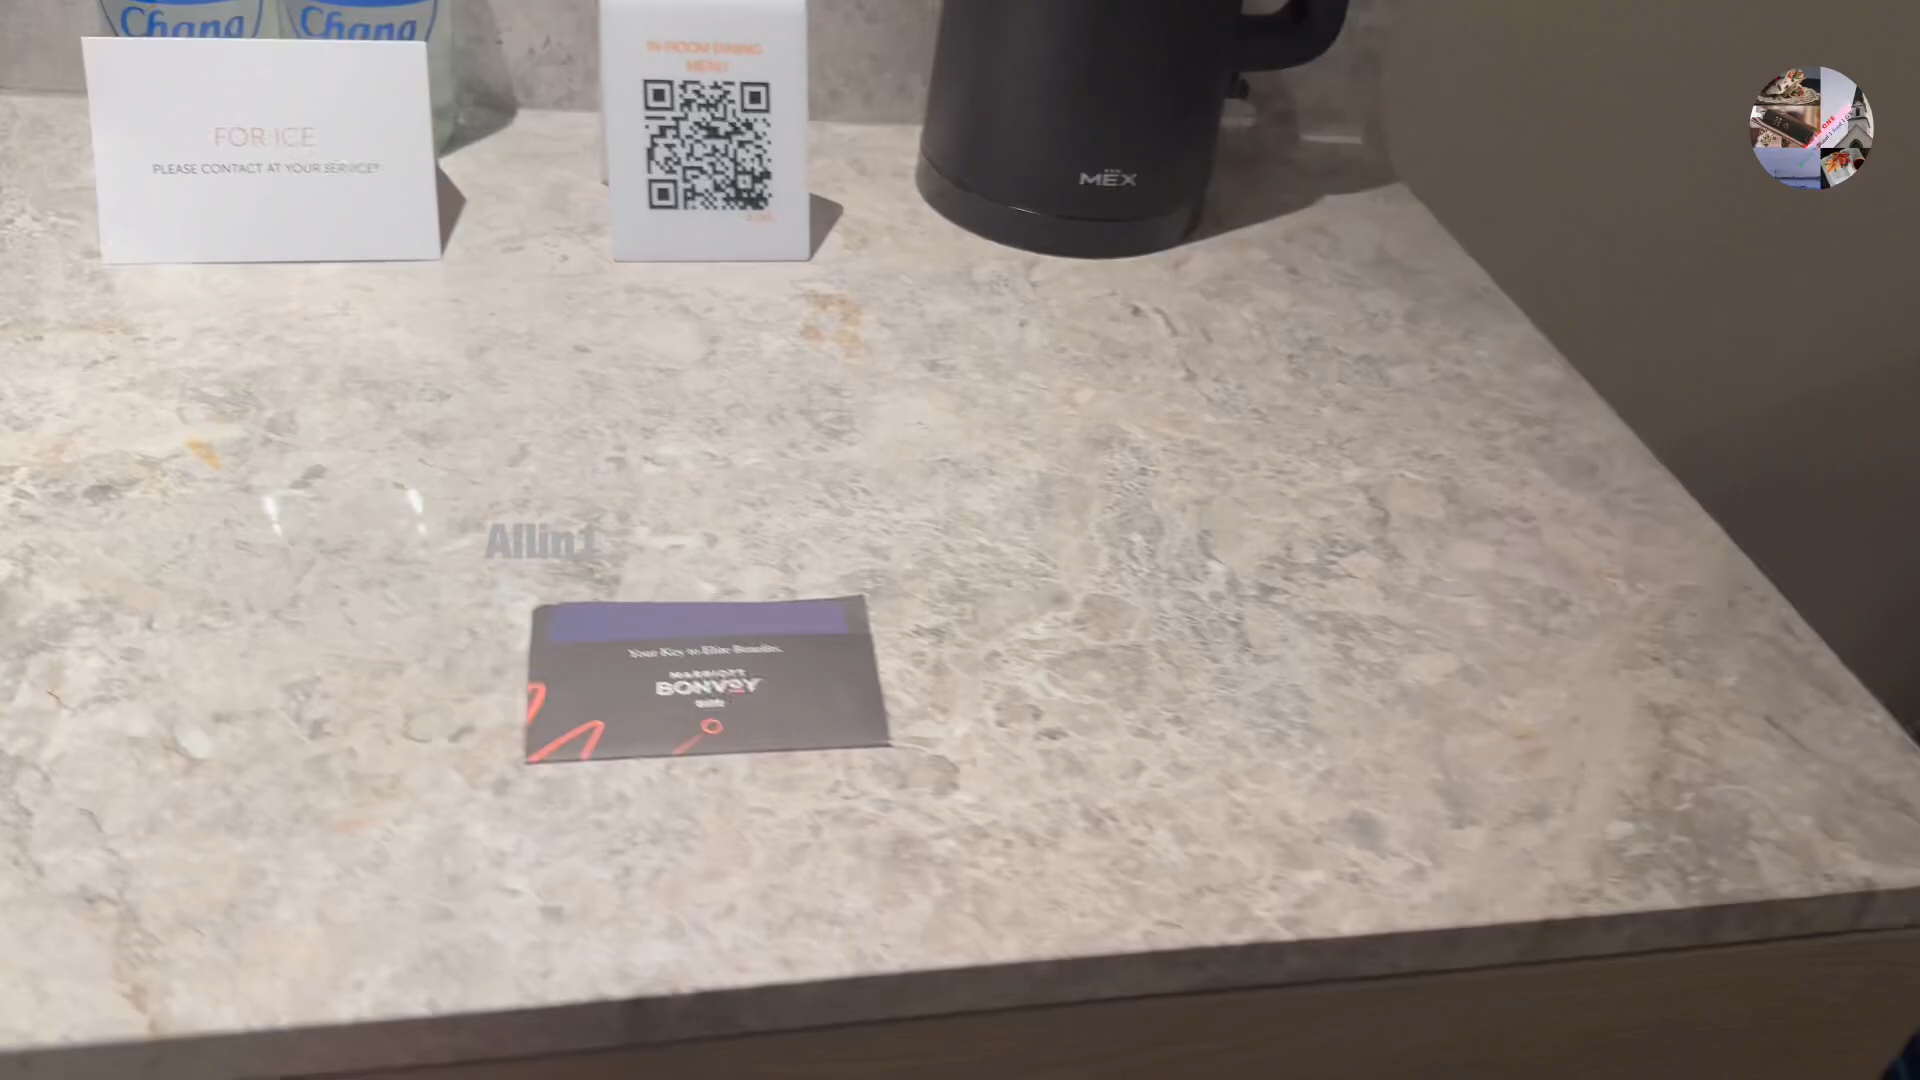 Chang
Chang
FOR ICE
PLEASE CONTACT AT YOUR SERVICE®
IN-ROOM DINING
MENU
MEX
Allin1
Your Key to Elite Benefits.
MARRIOTT
BONVOY